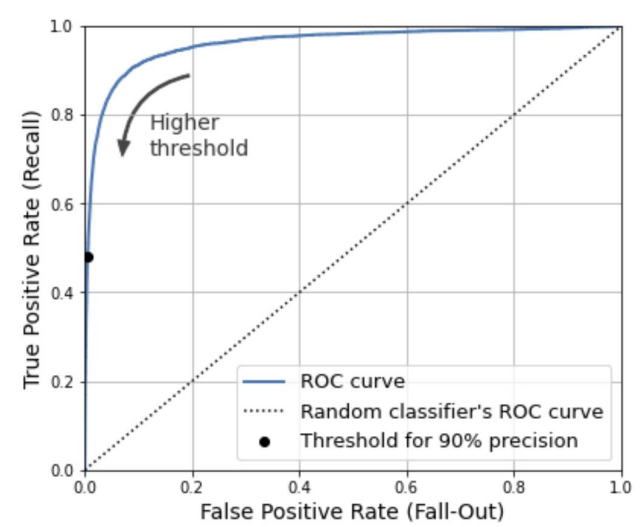 1.0
0.8
0.6
0.4
0.2
0.0
True Positive Rate (Recall)
Higher
threshold
ROC curve
Random classifier's ROC curve
Threshold for 90% precision
0.0 0.2 0.4 0.6 0.8 1.0
False Positive Rate (Fall-Out)